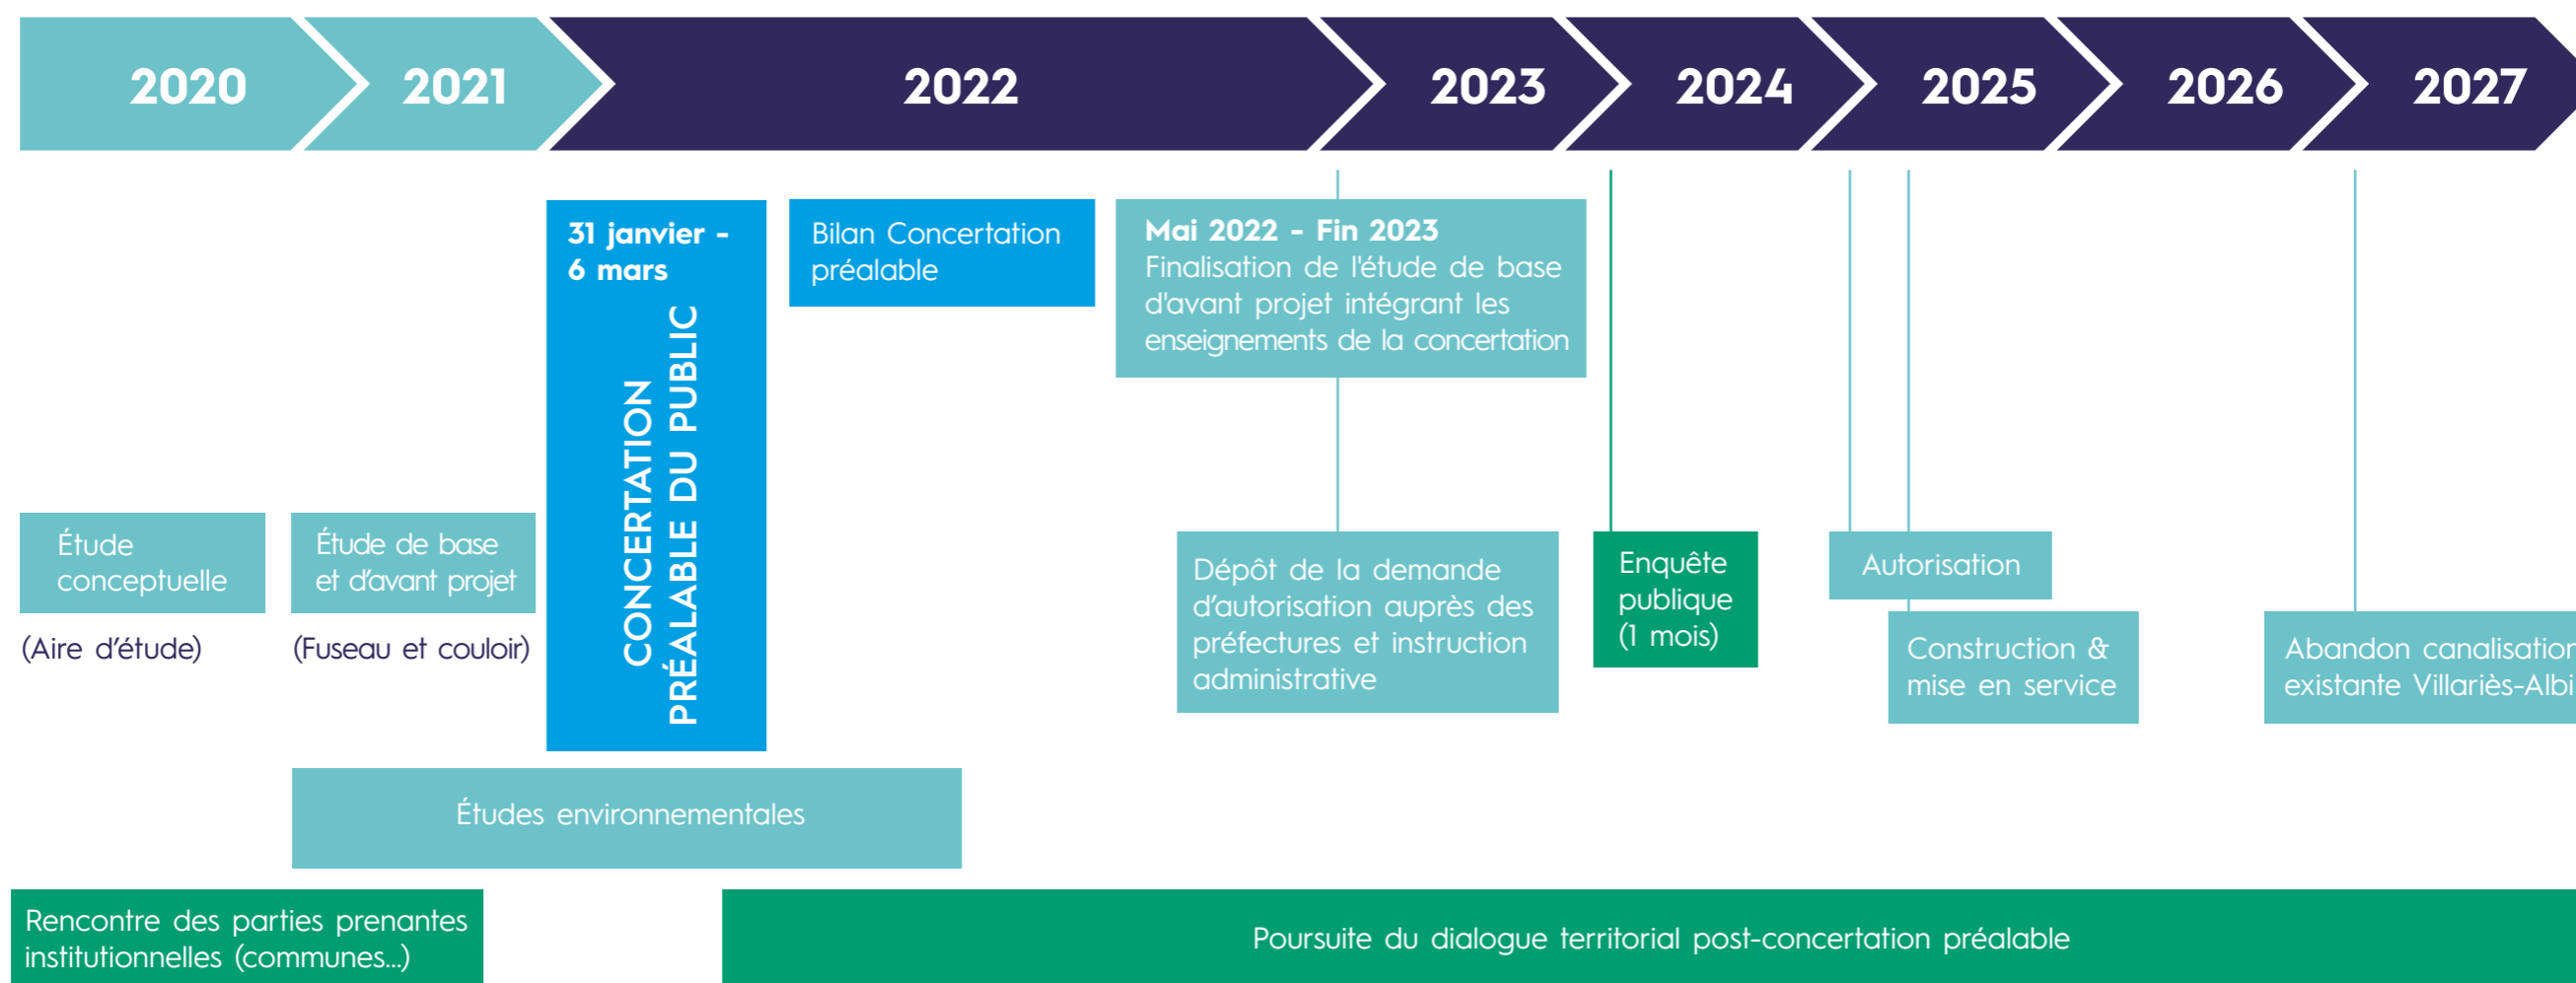 2020
2021
2022
2023
2024
2025
2026
2027
31 janvier -
6 mars
CONCERTATION
PRÉALABLE DU PUBLIC
Bilan Concertation
préalable
Mai 2022 - Fin 2023
Finalisation de l'étude de base
d'avant projet intégrant les
enseignements de la concertation
Étude
conceptuelle
(Aire d’étude)
Étude de base
et d’avant projet
(Fuseau et couloir)
Dépôt de la demande
d’autorisation auprès des
préfectures et instruction
administrative
Enquête
publique
(1 mois)
Autorisation
Construction &
mise en service
Abandon canalisation
existante Villariès-Albi
Études environnementales
Rencontre des parties prenantes
institutionnelles (communes...)
Poursuite du dialogue territorial post-concertation préalable